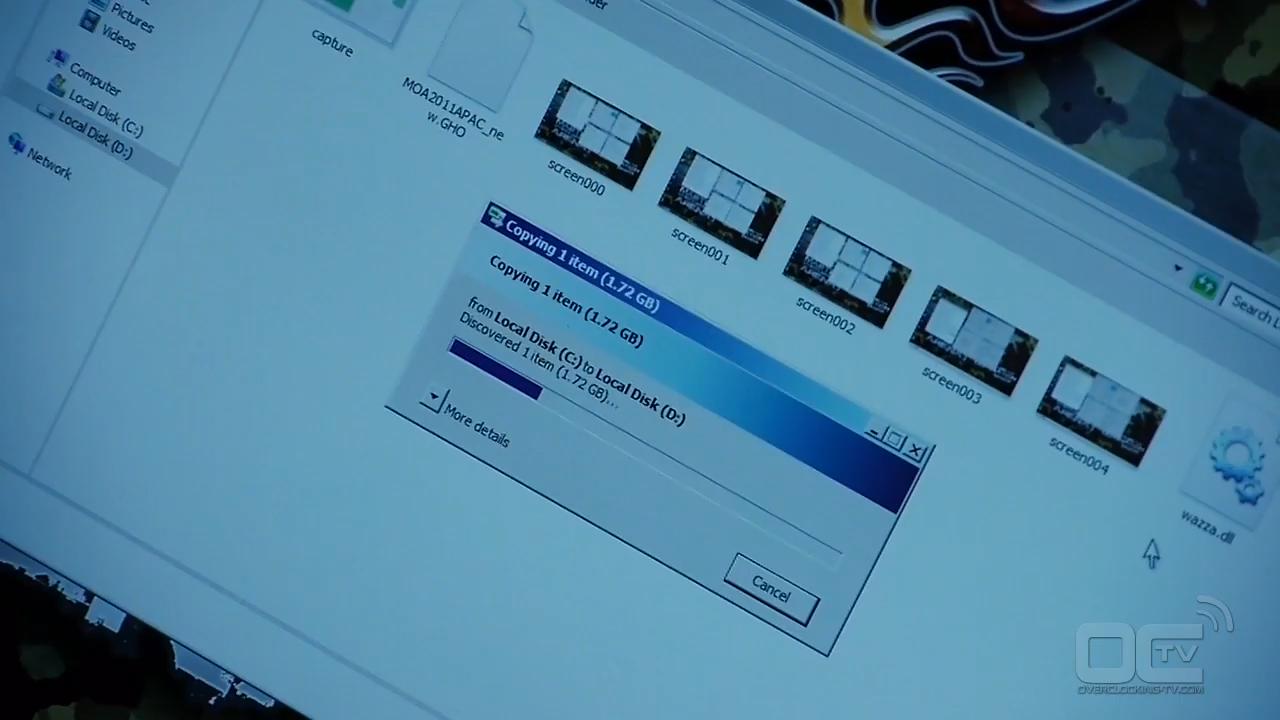 Pictures
Videos
Computer
Local Disk (C:)
Local Disk (D:)
Network
capture
MOA2011APAC_ne
w.GHO
screen000
screen001
screen002
screen003
screen004
wazza.dll
Search L
Copying 1 item (1.72 GB)
Copying 1 item (1.72 GB)
from Local Disk (C:) to Local Disk (D:)
Discovered 1 item (1.72 GB)...
More details
Cancel
OC TV
OVERCLOCKING-TV.COM